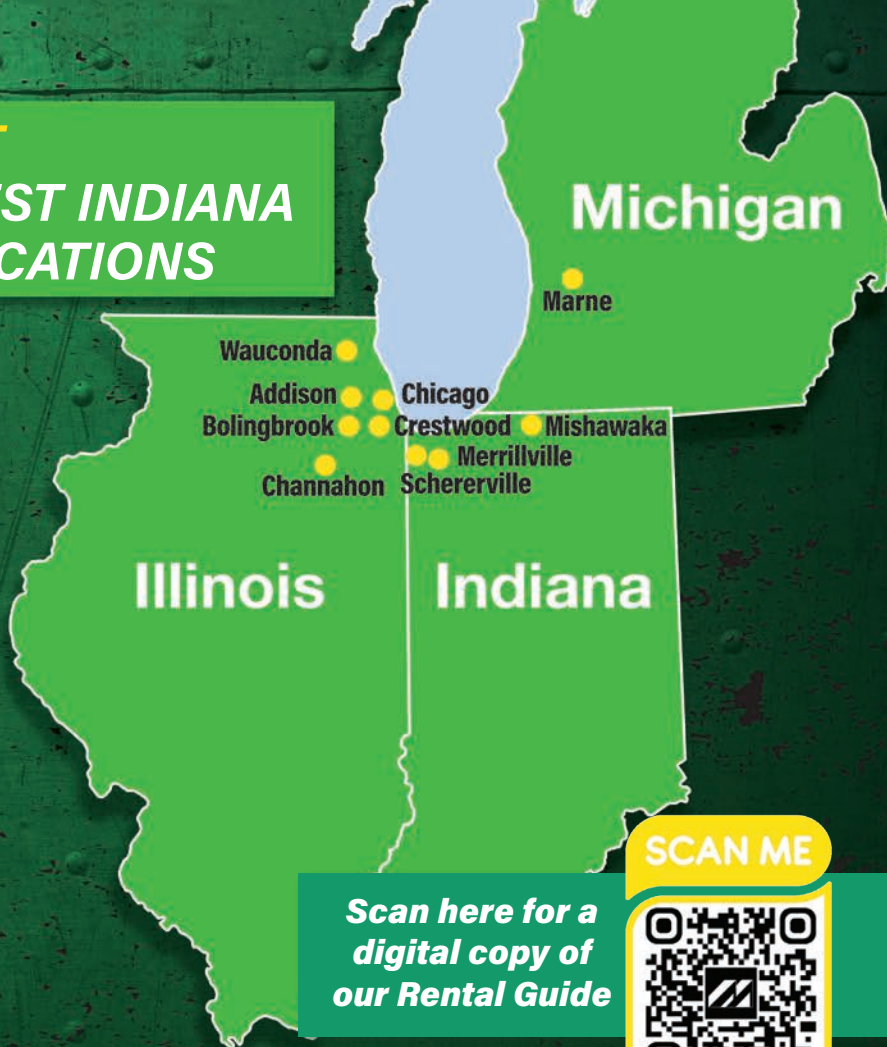 ST INDIANA
CATIONS
Michigan
Marne
Wauconda
Addison
Chicago
Bolingbrook
Crestwood
Mishawaka
Merrillville
Channahon
Schererville
Illinois
Indiana
SCAN ME
Scan here for a
digital copy of
our Rental Guide